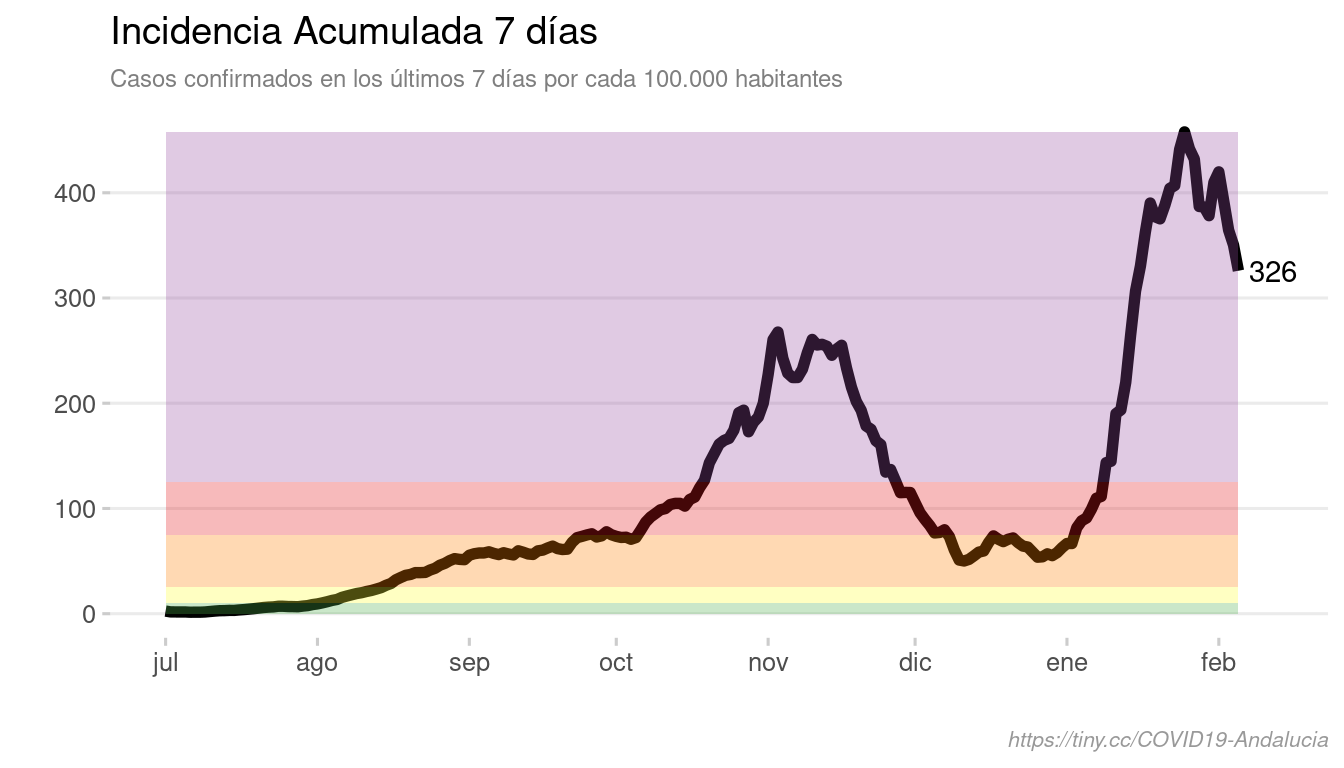 Incidencia Acumulada 7 días
Casos confirmados en los últimos 7 días por cada 100.000 habitantes
400
300
200
100
0
326
jul ago sep oct nov dic ene feb
https://tiny.cc/COVID19-Andalucia